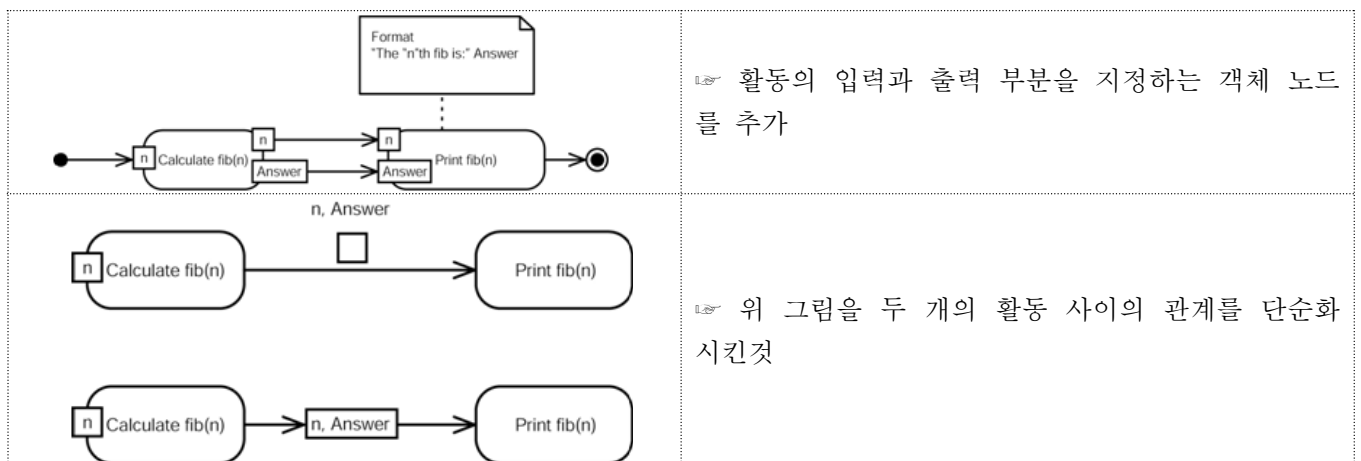 Format
"The "n"th fib is:" Answer
n
Calculate fib(n)
n
Answer
n
Answer
Print fib(n)
☞ 활동의 입력과 출력 부분을 지정하는 객체 노드
를 추가
n, Answer
n
Calculate fib(n)
Print fib(n)
n
Calculate fib(n)
n, Answer
Print fib(n)
☞ 위 그림을 두 개의 활동 사이의 관계를 단순화
시킨것